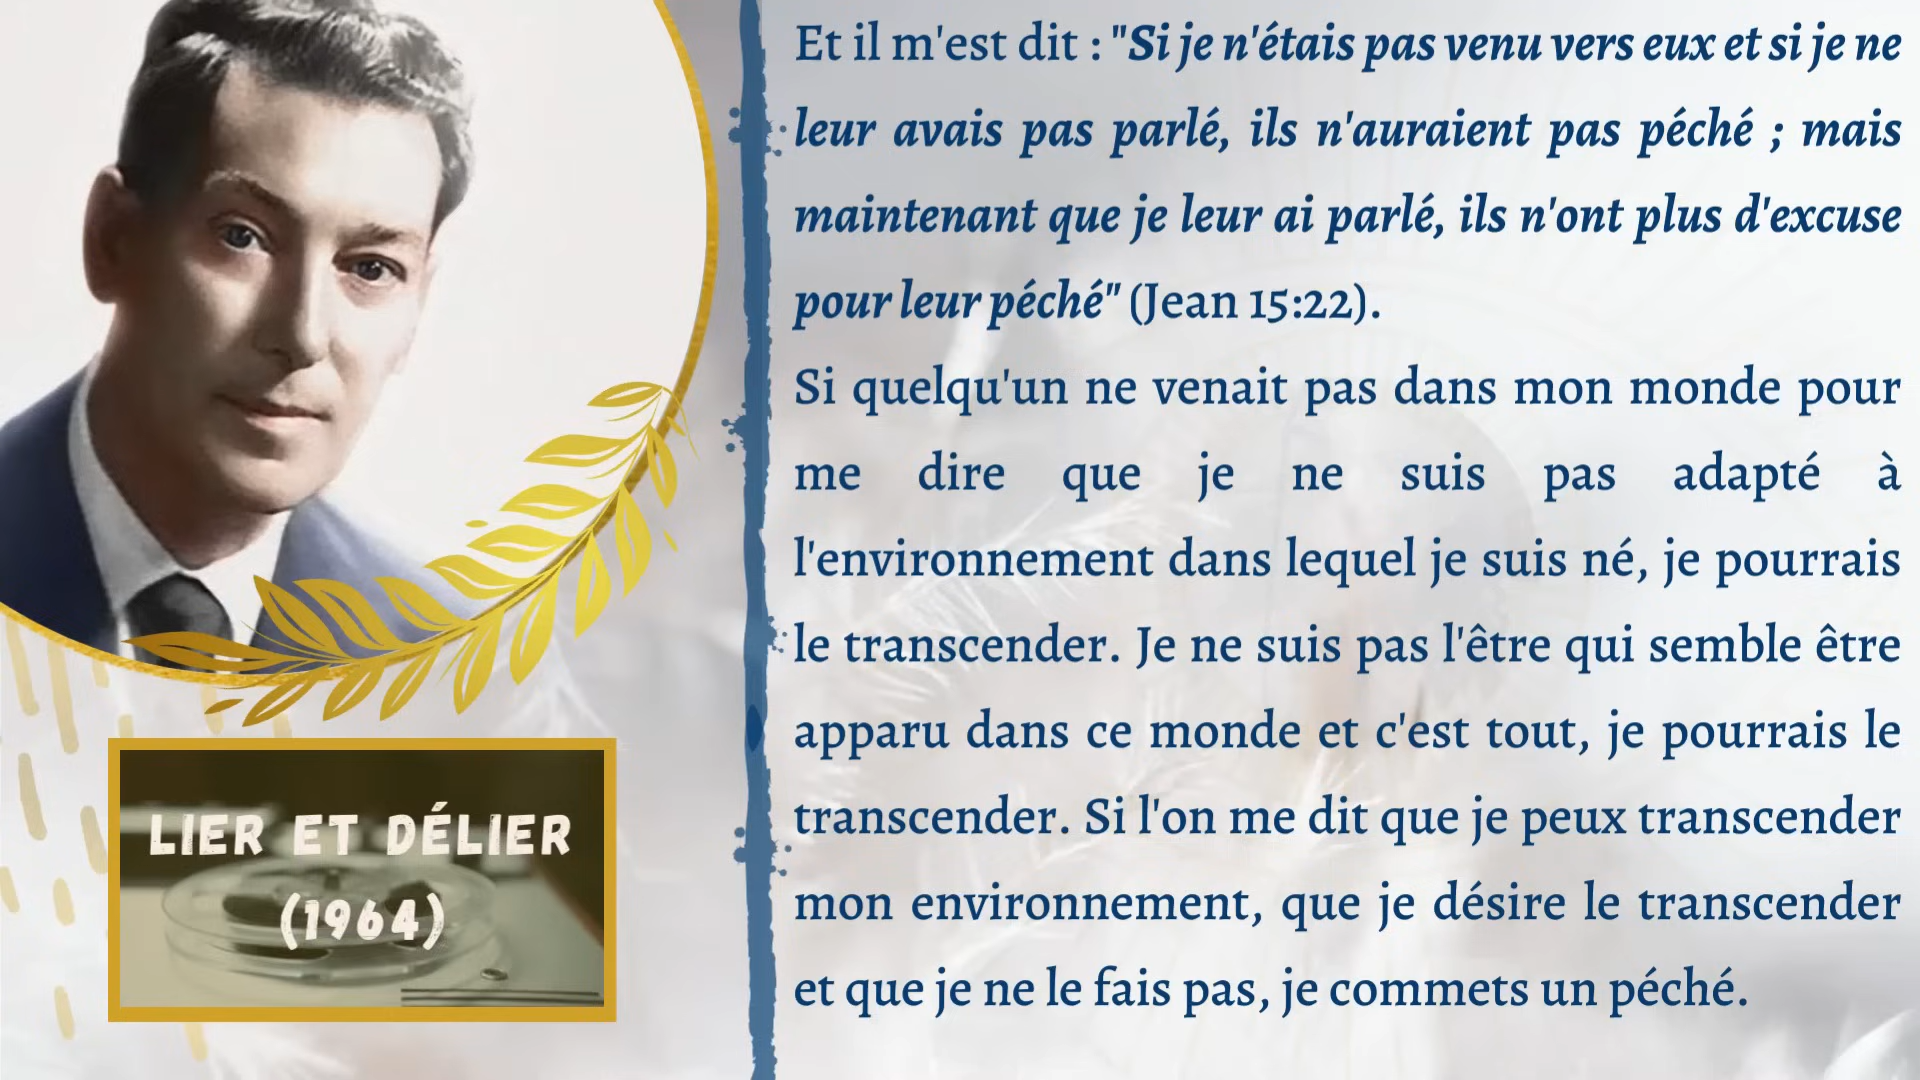 Et il m'est dit : "Si je n'étais pas venu vers eux et si je ne
leur avais pas parlé, ils n'auraient pas péché ; mais
maintenant que je leur ai parlé, ils n'ont plus d'excuse
pour leur péché" (Jean 15:22).
Si quelqu'un ne venait pas dans mon monde pour
me dire que je ne suis pas adapté à
l'environnement dans lequel je suis né, je pourrais
le transcender. Je ne suis pas l'être qui semble être
apparu dans ce monde et c'est tout, je pourrais le
transcender. Si l'on me dit que je peux transcender
mon environnement, que je désire le transcender
et que je ne le fais pas, je commets un péché.
LIER ET DÉLIER
(1964)